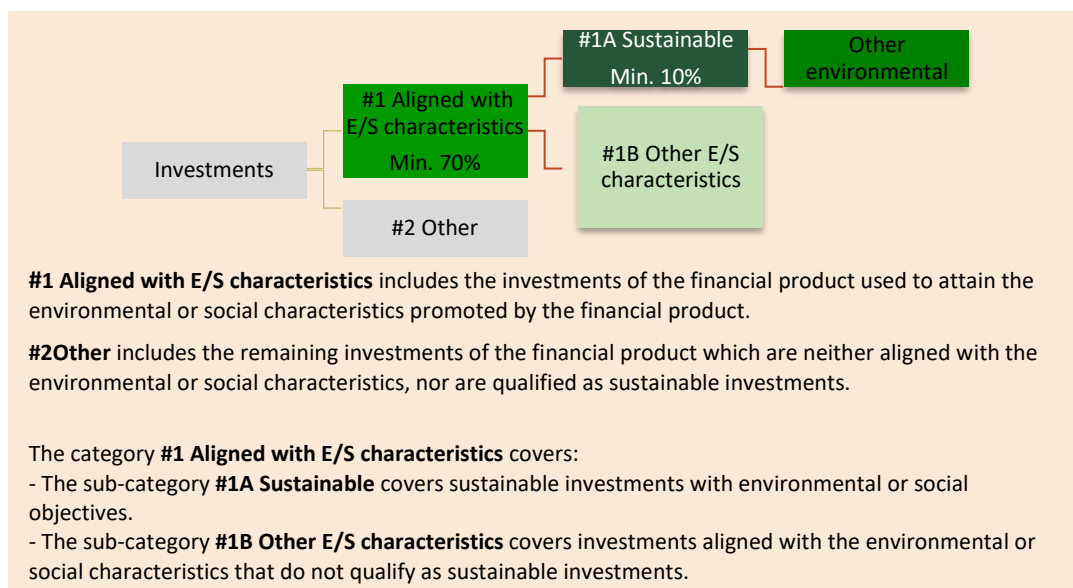 #1A Sustainable
Min. 10%
Other
environmental
#1 Aligned with
E/S characteristics
Min. 70%
#1B Other E/S
characteristics
Investments
#2 Other
#1 Aligned with E/S characteristics includes the investments of the financial product used to attain the
environmental or social characteristics promoted by the financial product.
#2Other includes the remaining investments of the financial product which are neither aligned with the
environmental or social characteristics, nor are qualified as sustainable investments.
The category #1 Aligned with E/S characteristics covers:
- The sub-category #1A Sustainable covers sustainable investments with environmental or social
objectives.
- The sub-category #1B Other E/S characteristics covers investments aligned with the environmental or
social characteristics that do not qualify as sustainable investments.